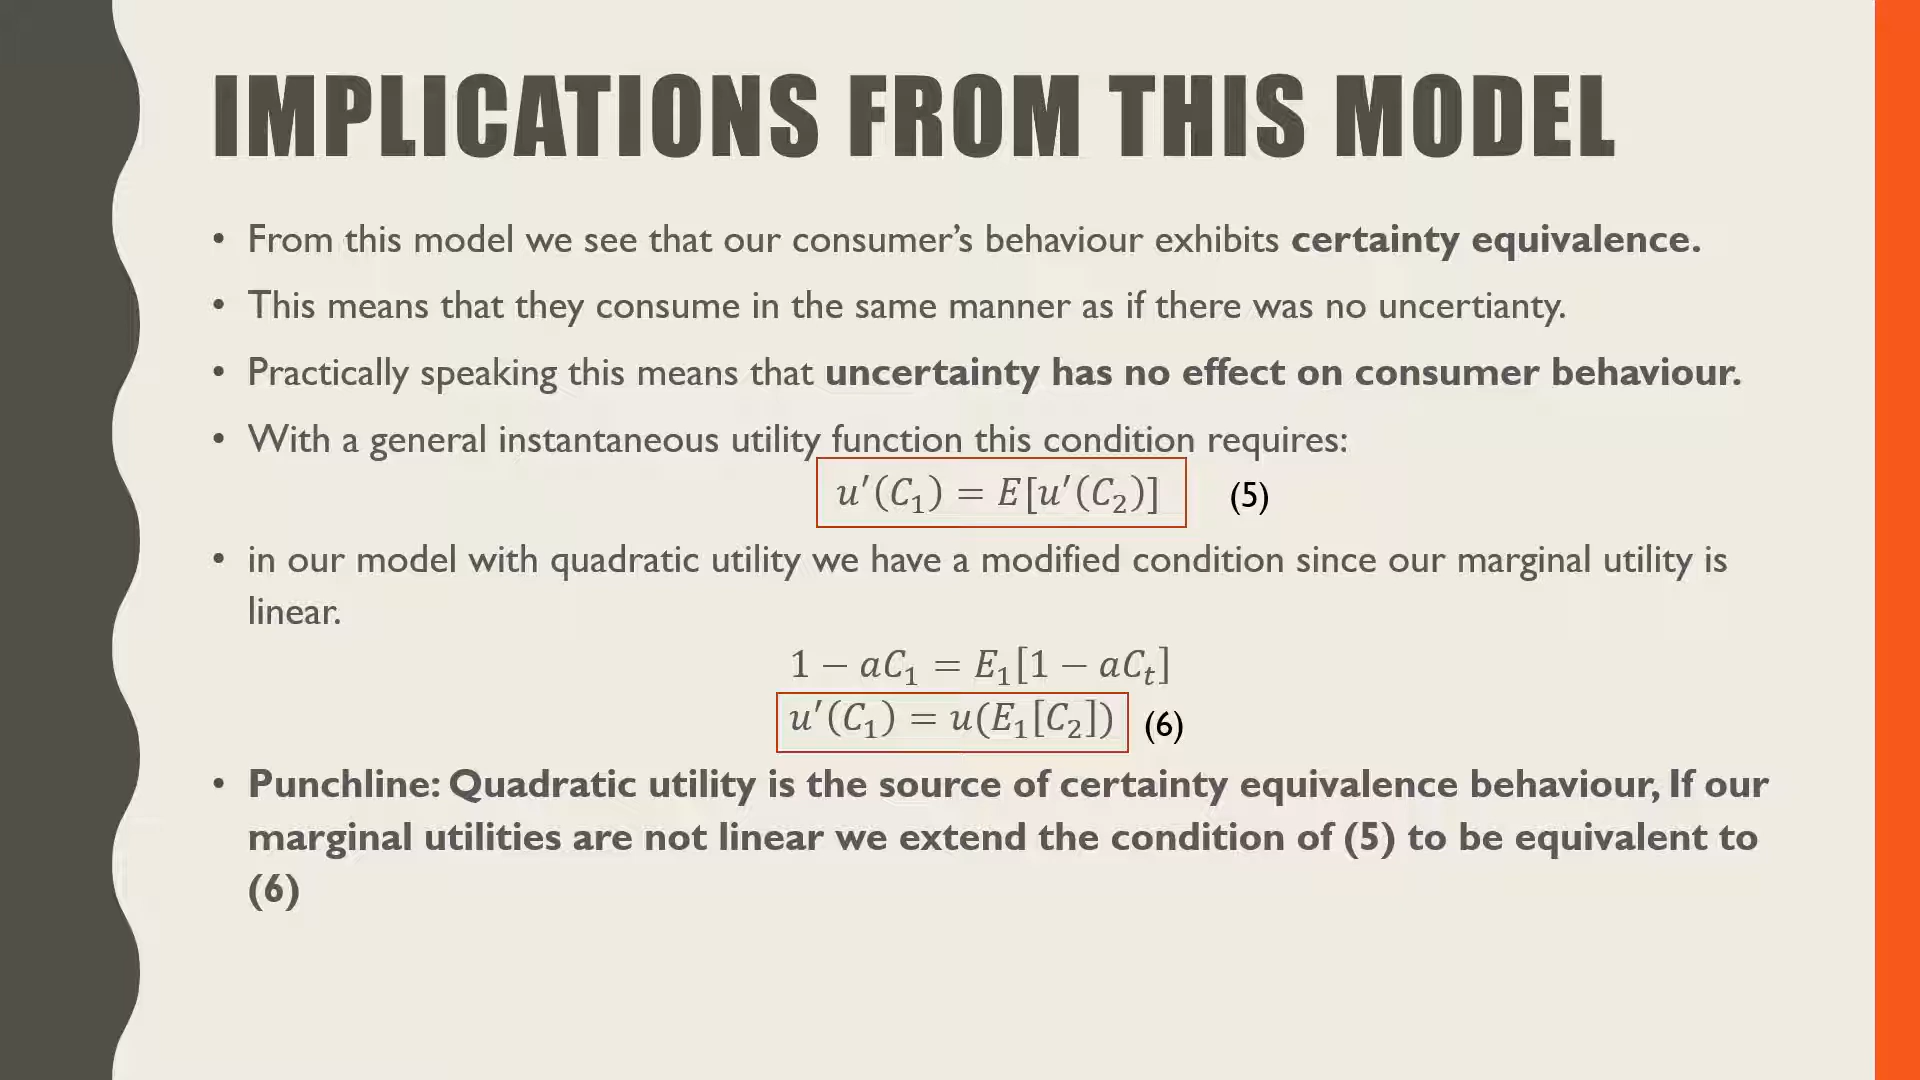 IMPLICATIONS FROM THIS MODEL
• From this model we see that our consumer's behaviour exhibits certainty equivalence.
• This means that they consume in the same manner as if there was no uncertianty.
• Practically speaking this means that uncertainty has no effect on consumer behaviour.
• With a general instantaneous utility function this condition requires:
u′(C₁) = E[u′(C₂)] (5)
• in our model with quadratic utility we have a modified condition since our marginal utility is
linear.
1 − aC₁ = E₁[1 − aCₜ]
u′(C₁) = u(E₁[C₂]) (6)
• Punchline: Quadratic utility is the source of certainty equivalence behaviour, If our
marginal utilities are not linear we extend the condition of (5) to be equivalent to
(6)